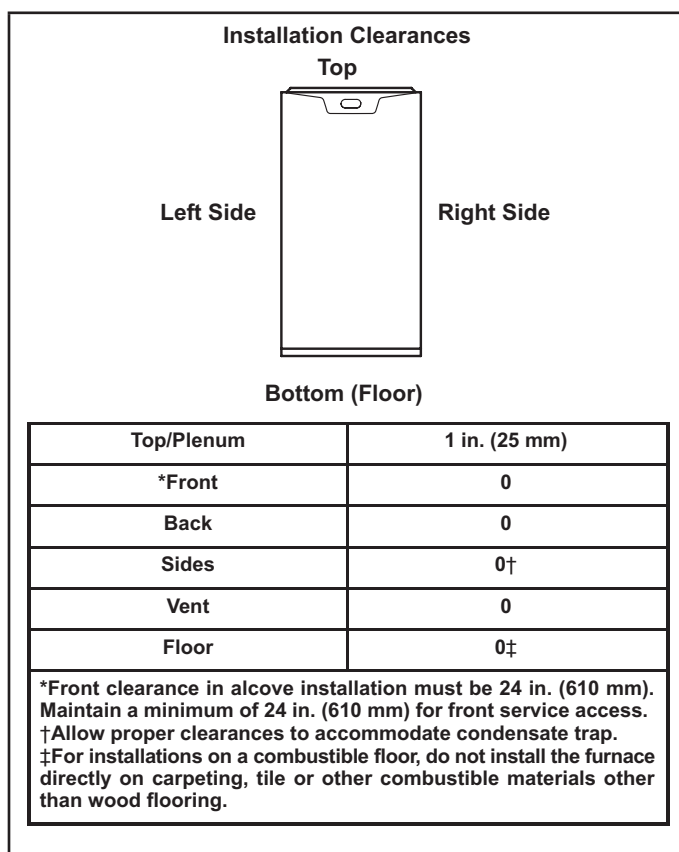 Installation Clearances
Top
Left Side
Right Side
Bottom (Floor)
Top/Plenum 1 in. (25 mm)
*Front 0
Back 0
Sides 0†
Vent 0
Floor 0‡
*Front clearance in alcove installation must be 24 in. (610 mm).
Maintain a minimum of 24 in. (610 mm) for front service access.
†Allow proper clearances to accommodate condensate trap.
‡For installations on a combustible floor, do not install the furnace
directly on carpeting, tile or other combustible materials other
than wood flooring.